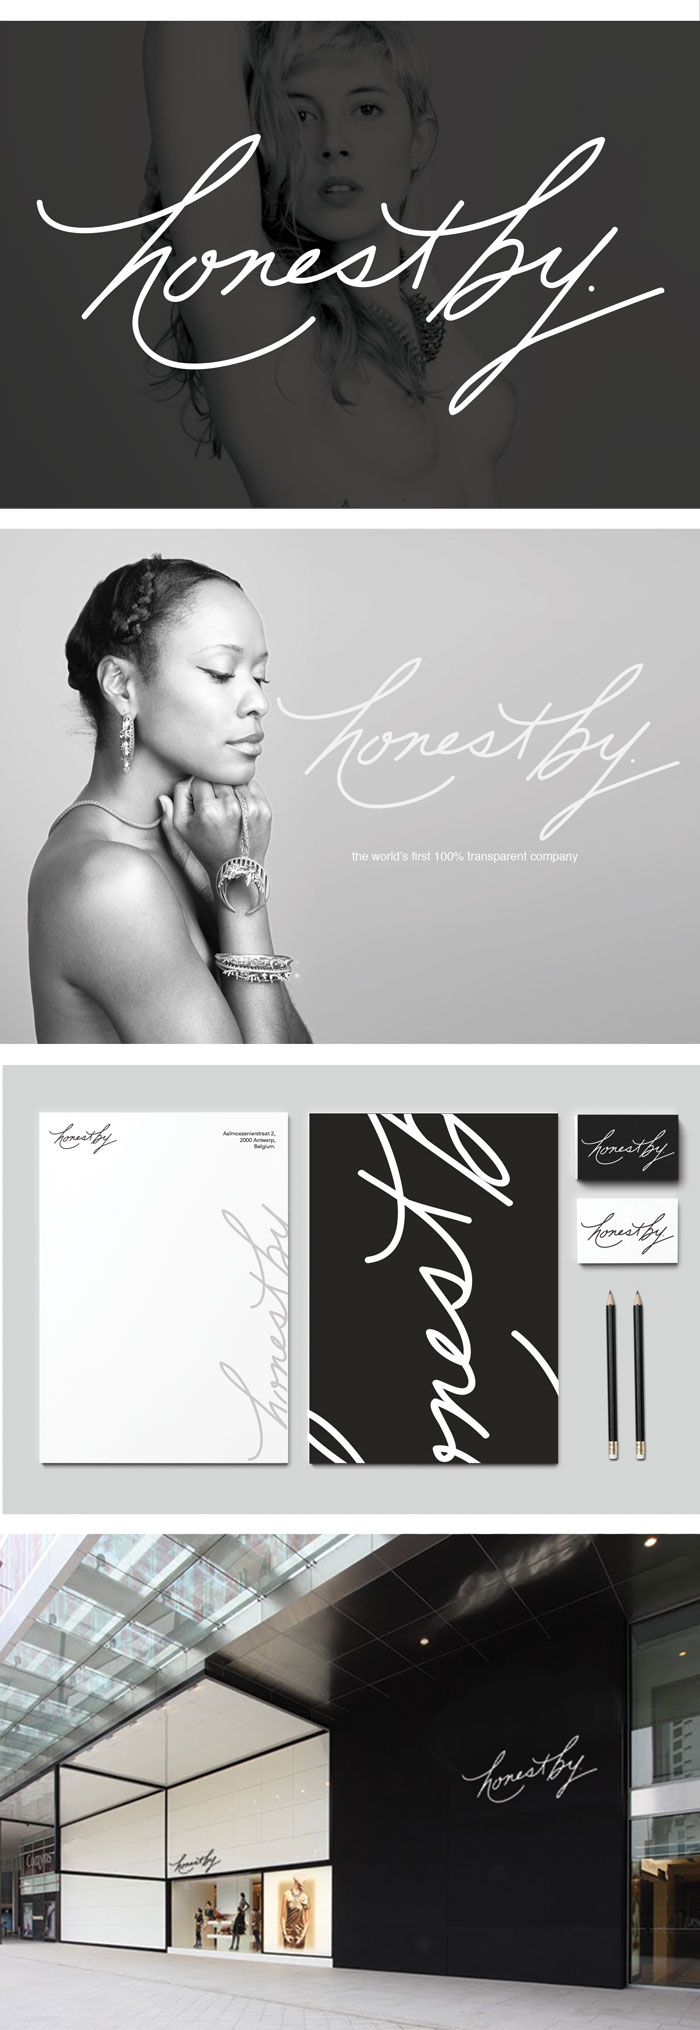 honest by.
honest by.
the world's first 100% transparent company
honest by.
Aalmoezenierstraat 2,
2000 Antwerp,
Belgium.
honest by
onest b
honest by.
honest by.
honest by.
honest by.